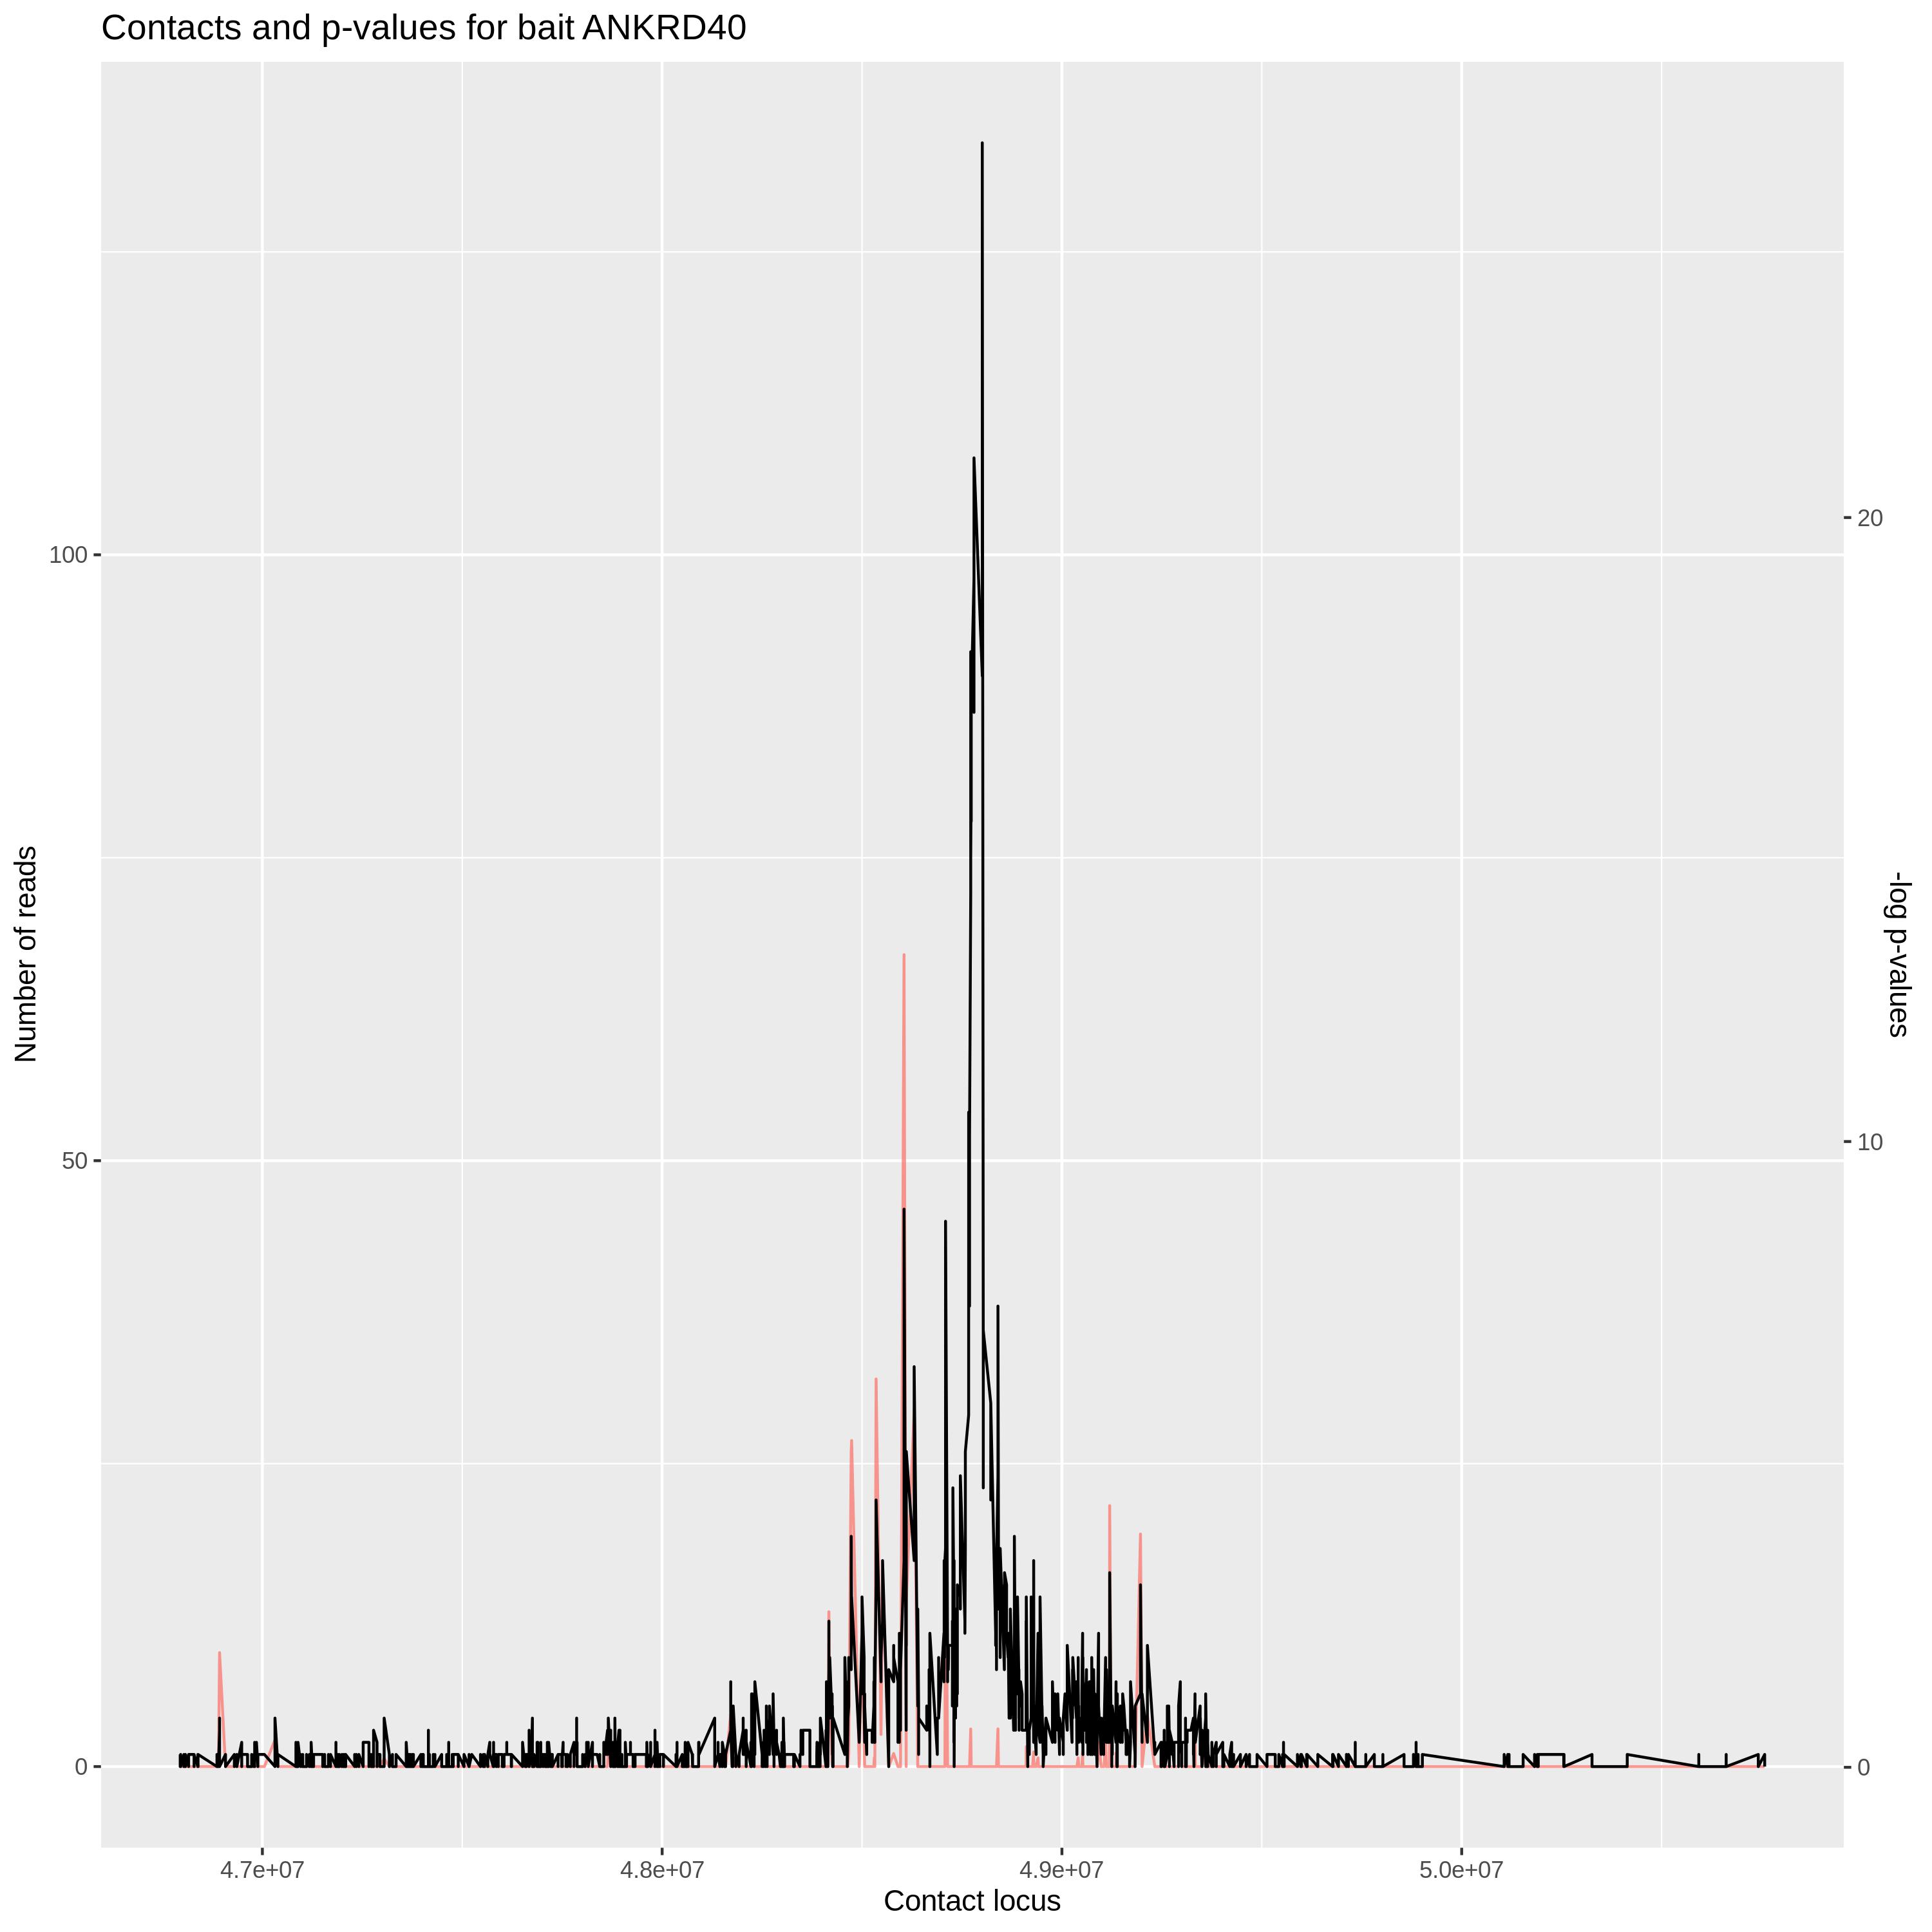 Contacts and p-values for bait ANKRD40
100
50
0
Number of reads
20
10
0
-log p-values
4.7e+07
4.8e+07
4.9e+07
5.0e+07
Contact locus